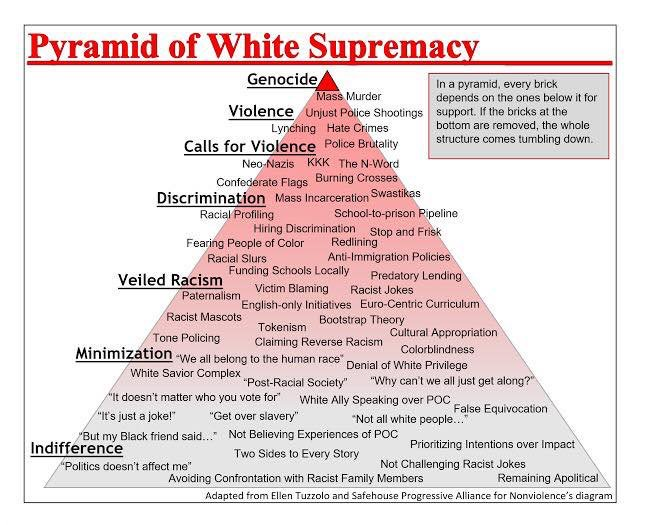 Pyramid of White Supremacy
In a pyramid, every brick
depends on the ones below it for
support. If the bricks at the
bottom are removed, the whole
structure comes tumbling down.
Genocide
Mass Murder
Violence
Unjust Police Shootings
Lynching Hate Crimes
Calls for Violence
Police Brutality
Neo-Nazis KKK The N-Word
Confederate Flags Burning Crosses
Discrimination
Mass Incarceration Swastikas
Racial Profiling School-to-prison Pipeline
Hiring Discrimination Stop and Frisk
Fearing People of Color Redlining
Racial Slurs Anti-Immigration Policies
Funding Schools Locally Predatory Lending
Veiled Racism
Victim Blaming Racist Jokes
Paternalism
English-only Initiatives Euro-Centric Curriculum
Racist Mascots Bootstrap Theory
Tokenism Cultural Appropriation
Tone Policing Claiming Reverse Racism
Colorblindness
Minimization
“We all belong to the human race”
Denial of White Privilege
White Savior Complex
“Post-Racial Society” “Why can’t we all just get along?”
“It doesn’t matter who you vote for” White Ally Speaking over POC
False Equivocation
“It’s just a joke!” “Get over slavery” “Not all white people…”
“But my Black friend said…” Not Believing Experiences of POC
Prioritizing Intentions over Impact
Indifference
Two Sides to Every Story
“Politics doesn’t affect me” Not Challenging Racist Jokes
Avoiding Confrontation with Racist Family Members Remaining Apolitical
Adapted from Ellen Tuzzolo and Safehouse Progressive Alliance for Nonviolence’s diagram